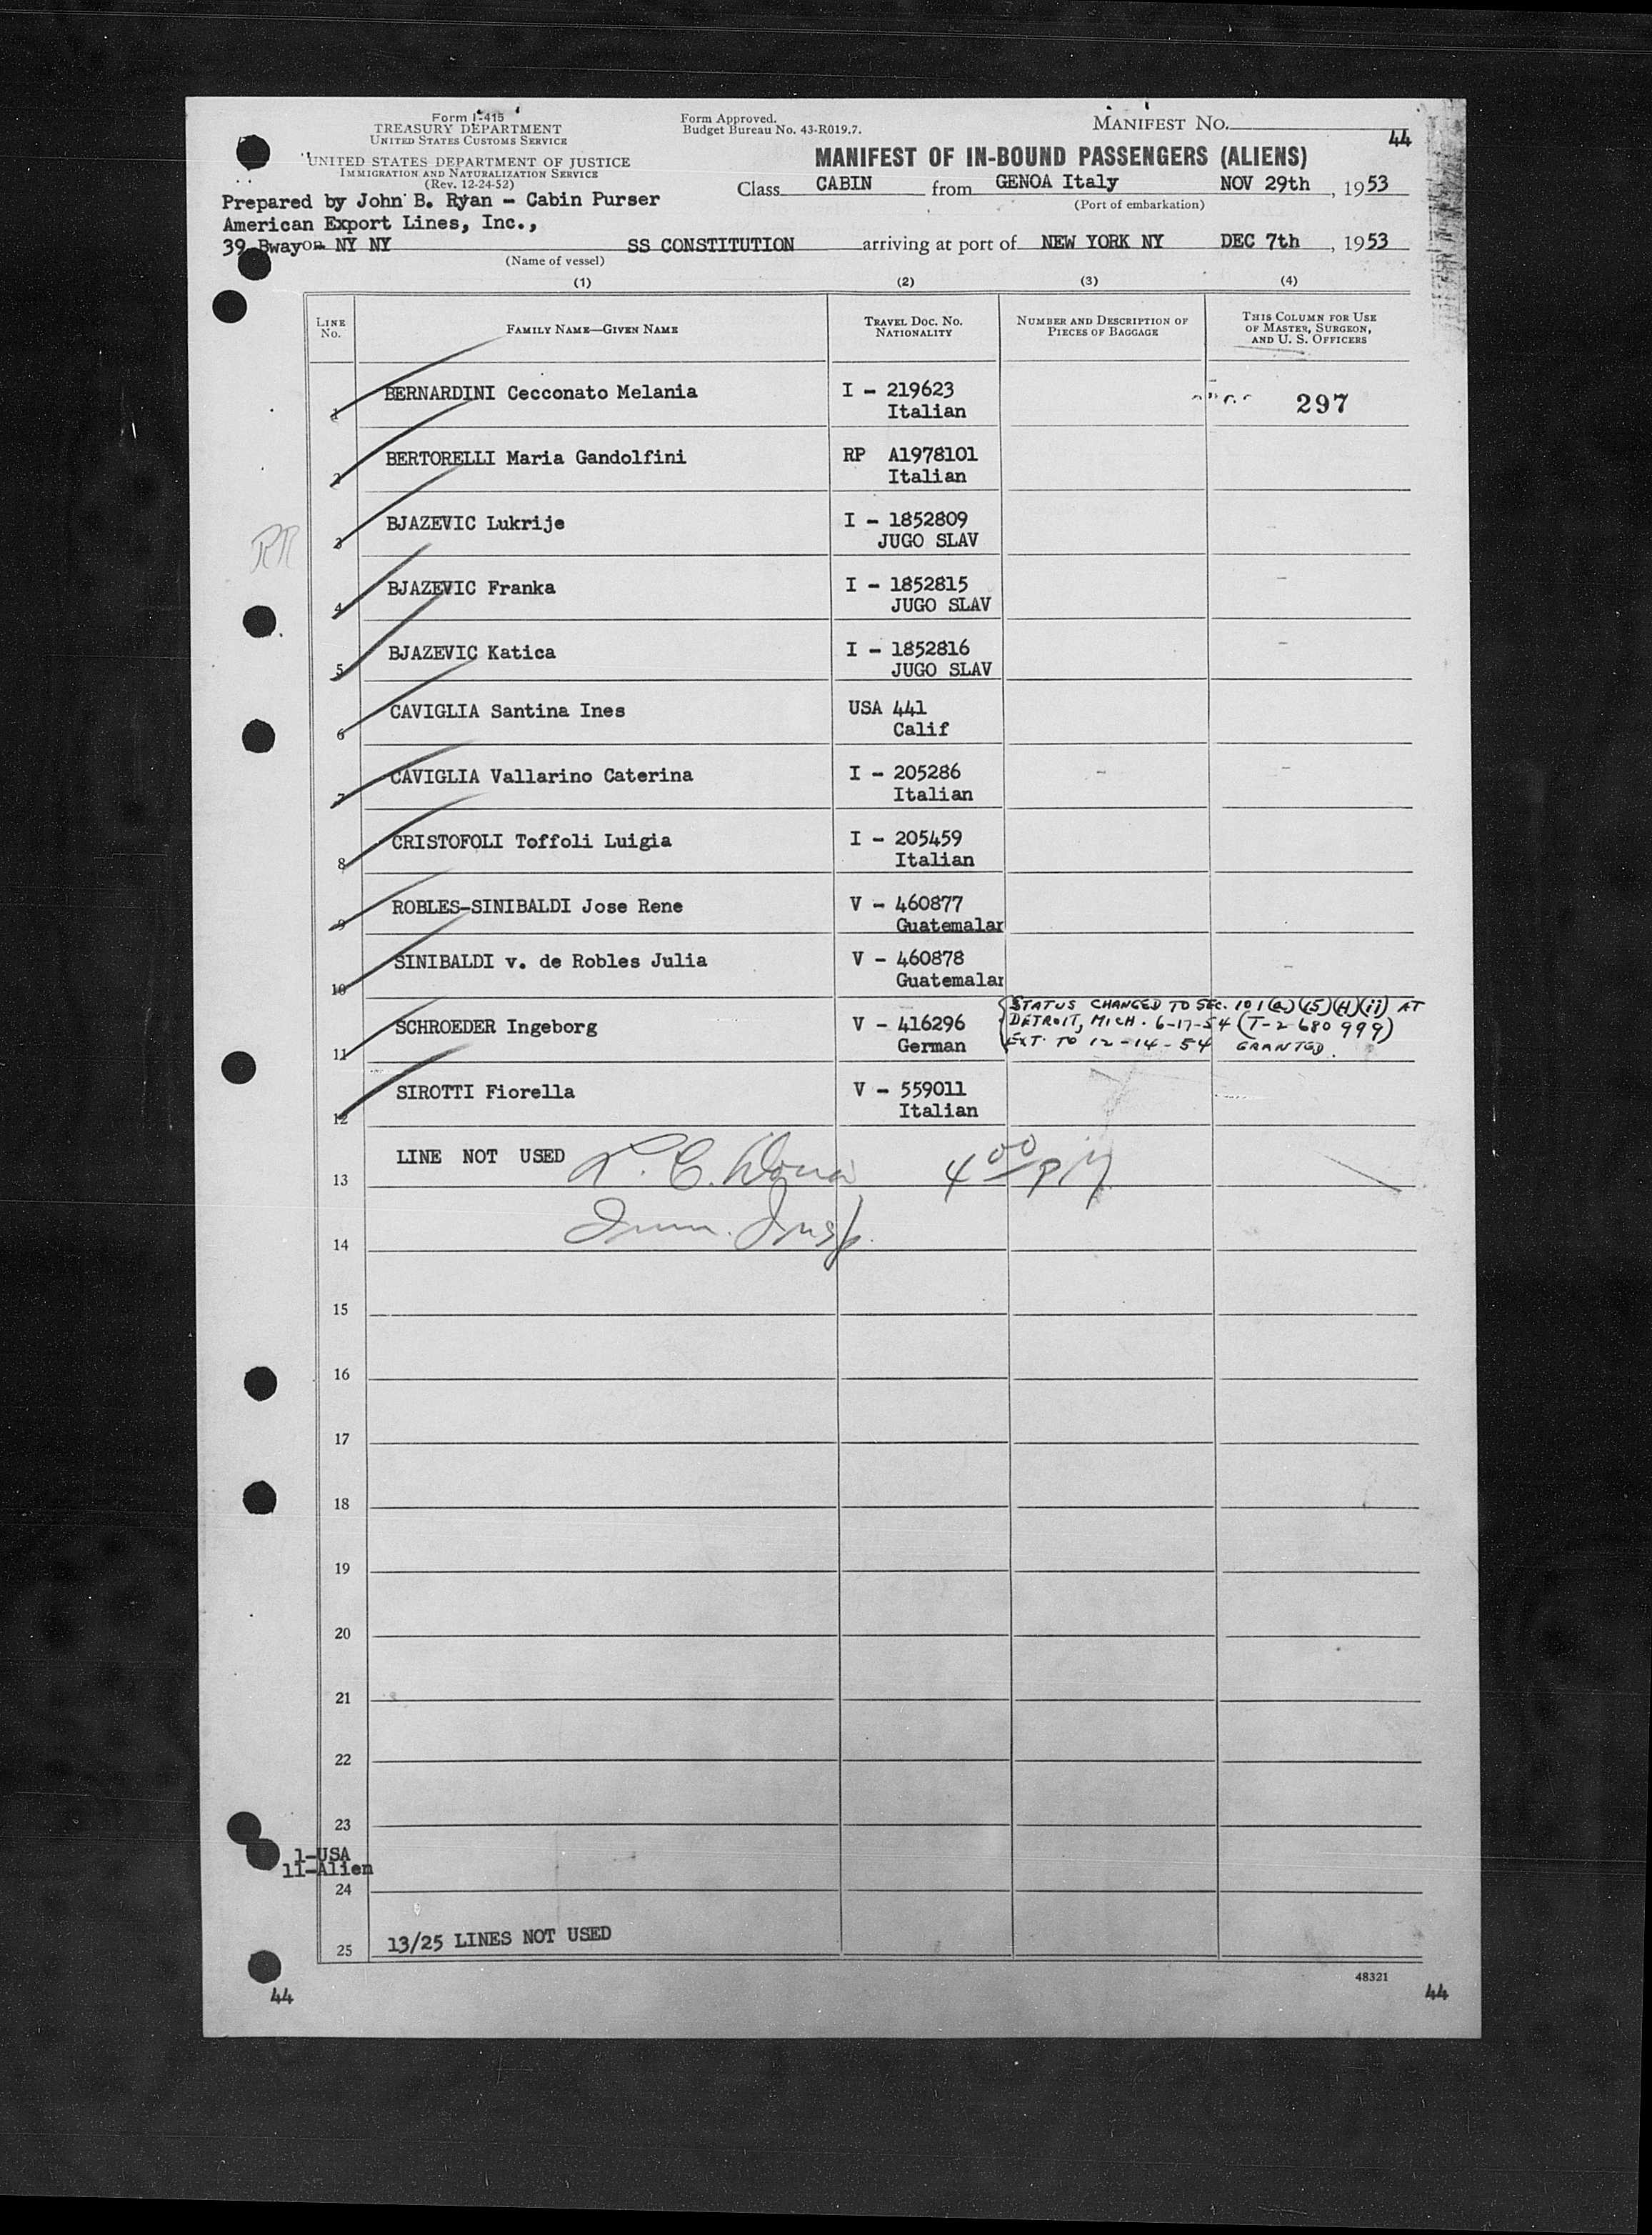 Form I-415
TREASURY DEPARTMENT
UNITED STATES CUSTOMS SERVICE
UNITED STATES DEPARTMENT OF JUSTICE
IMMIGRATION AND NATURALIZATION SERVICE
(Rev. 12-24-52)
Form Approved.
Budget Bureau No. 43-R019.7.
MANIFEST NO.
44
MANIFEST OF IN-BOUND PASSENGERS (ALIENS)
Class CABIN from GENOA Italy NOV 29th, 1953
(Port of embarkation)
Prepared by John B. Ryan - Cabin Purser
American Export Lines, Inc.,
39 Bway on NY NY SS CONSTITUTION arriving at port of NEW YORK NY DEC 7th, 1953
(Name of vessel)
(1) (2) (3) (4)
LINE NO. FAMILY NAME—GIVEN NAME TRAVEL DOC. NO. NATIONALITY NUMBER AND DESCRIPTION OF PIECES OF BAGGAGE THIS COLUMN FOR USE OF MASTER, SURGEON, AND U. S. OFFICERS
1 BERNARDINI Cecconato Melania I - 219623 297
Italian
2 BERTORELLI Maria Gandolfini RP A1978101
Italian
3 BJAZEVIC Lukrije I - 1852809
JUGO SLAV
RR
4 BJAZEVIC Franka I - 1852815
JUGO SLAV
5 BJAZEVIC Katica I - 1852816
JUGO SLAV
6 CAVIGLIA Santina Ines USA 441
Calif
7 CAVIGLIA Vallarino Caterina I - 205286
Italian
8 CRISTOFOLI Toffoli Luigia I - 205459
Italian
9 ROBLES-SINIBALDI Jose Rene V - 460877
Guatemalan
10 SINIBALDI v. de Robles Julia V - 460878
Guatemalan
11 SCHROEDER Ingeborg V - 416296
German
STATUS CHANGED TO SEC. 101(a)(15)(H)(ii) AT
DETROIT, MICH. 6-17-54 (T-2680999)
EXT. TO 12-14-54 GRANTED.
12 SIROTTI Fiorella V - 559011
Italian
13 LINE NOT USED
4 00
Imm. Insp.
14
15
16
17
18
19
20
21
22
23
1-USA
11-Alien
24
25 13/25 LINES NOT USED
48321
44 44